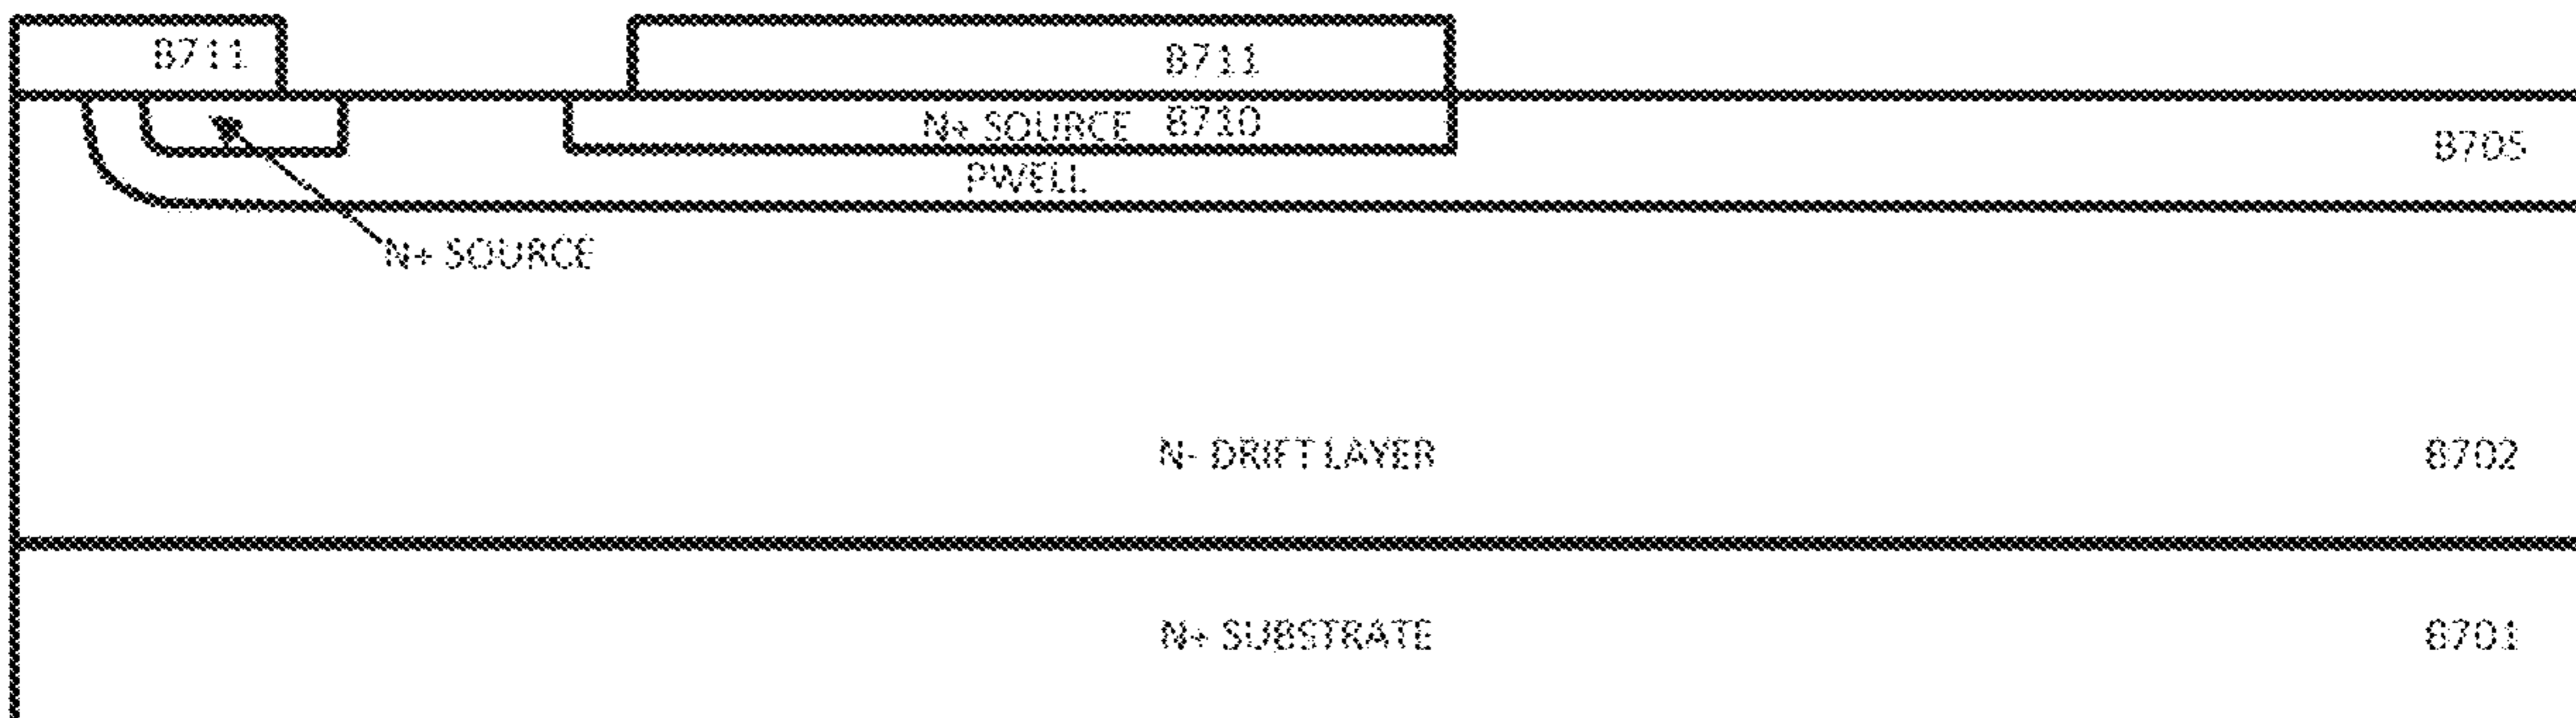 8711
8711
N+ SOURCE 8710
8705
PWELL
N+ SOURCE
N- DRIFT LAYER
8702
N+ SUBSTRATE
8701